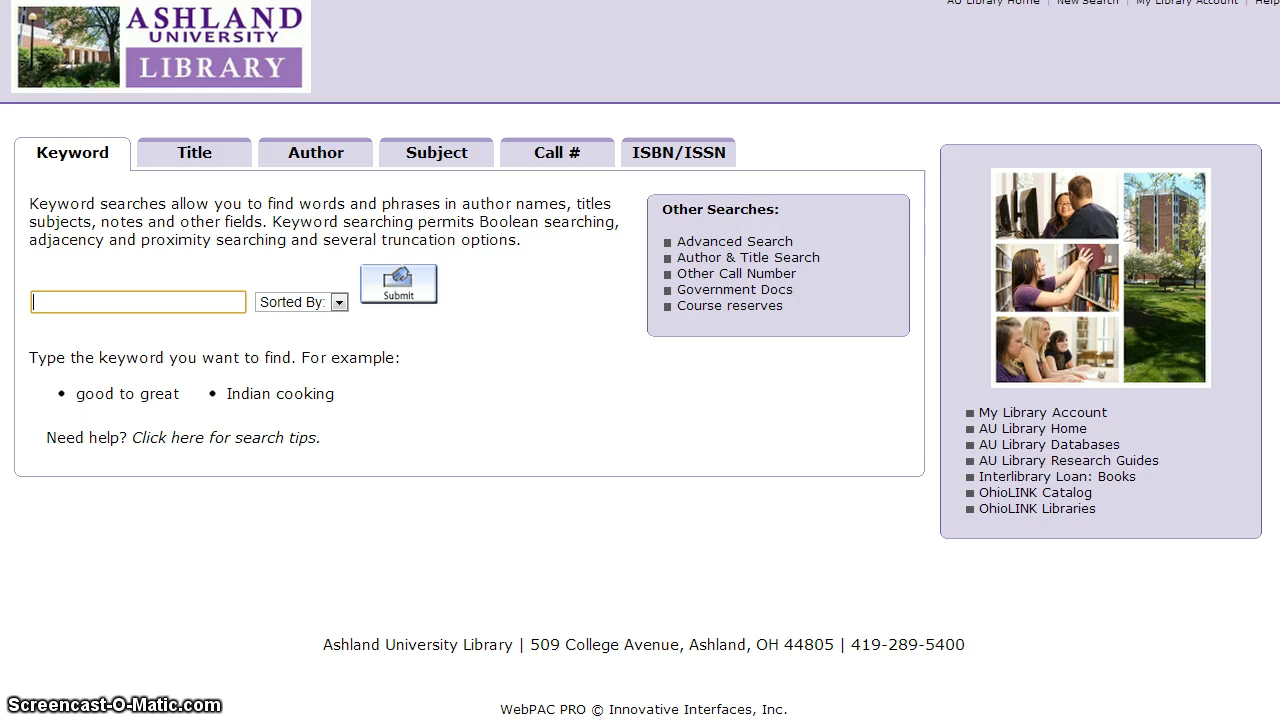 AU Library Home | New Search | My Library Account | Help
ASHLAND
UNIVERSITY
LIBRARY
Keyword
Title
Author
Subject
Call #
ISBN/ISSN
Keyword searches allow you to find words and phrases in author names, titles
subjects, notes and other fields. Keyword searching permits Boolean searching,
adjacency and proximity searching and several truncation options.
Sorted By:
Submit
Type the keyword you want to find. For example:
• good to great • Indian cooking
Need help? Click here for search tips.
Other Searches:
Advanced Search
Author & Title Search
Other Call Number
Government Docs
Course reserves
My Library Account
AU Library Home
AU Library Databases
AU Library Research Guides
Interlibrary Loan: Books
OhioLINK Catalog
OhioLINK Libraries
Ashland University Library | 509 College Avenue, Ashland, OH 44805 | 419-289-5400
Screencast-O-Matic.com
WebPAC PRO © Innovative Interfaces, Inc.